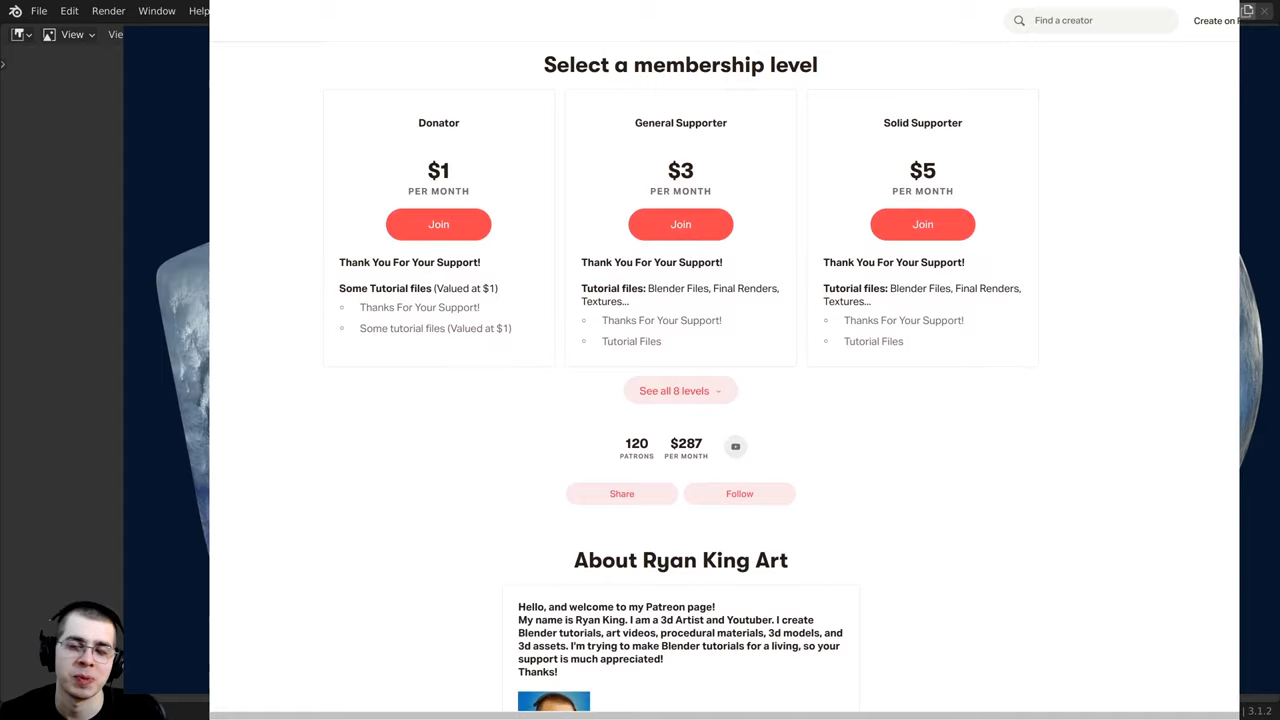 File Edit Render Window Help
View
Find a creator
Create on
Select a membership level
Donator
$1
PER MONTH
Join
Thank You For Your Support!
Some Tutorial files (Valued at $1)
Thanks For Your Support!
Some tutorial files (Valued at $1)
General Supporter
$3
PER MONTH
Join
Thank You For Your Support!
Tutorial files: Blender Files, Final Renders,
Textures...
Thanks For Your Support!
Tutorial Files
Solid Supporter
$5
PER MONTH
Join
Thank You For Your Support!
Tutorial files: Blender Files, Final Renders,
Textures...
Thanks For Your Support!
Tutorial Files
See all 8 levels
120 $287
PATRONS PER MONTH
Share Follow
About Ryan King Art
Hello, and welcome to my Patreon page!
My name is Ryan King. I am a 3d Artist and Youtuber. I create
Blender tutorials, art videos, procedural materials, 3d models, and
3d assets. I'm trying to make Blender tutorials for a living, so your
support is much appreciated!
Thanks!
3.1.2